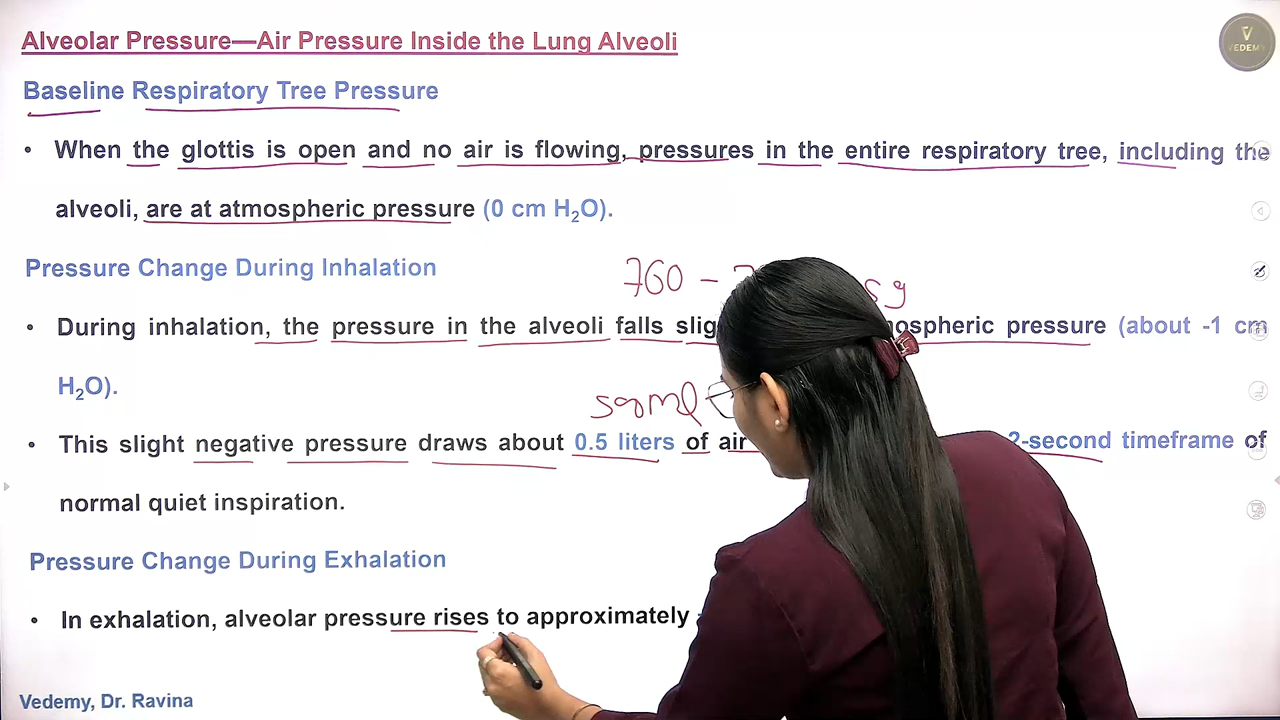 Alveolar Pressure—Air Pressure Inside the Lung Alveoli
VEDEMY
Baseline Respiratory Tree Pressure
• When the glottis is open and no air is flowing, pressures in the entire respiratory tree, including the
alveoli, are at atmospheric pressure (0 cm H₂O).
Pressure Change During Inhalation
760 -
• During inhalation, the pressure in the alveoli falls pressure (about -1 cm
H₂O).
• This slight negative pressure draws about 0.5 liters of air 2-second timeframe of
normal quiet inspiration.
Pressure Change During Exhalation
• In exhalation, alveolar pressure rises to approximately
Vedemy, Dr. Ravina